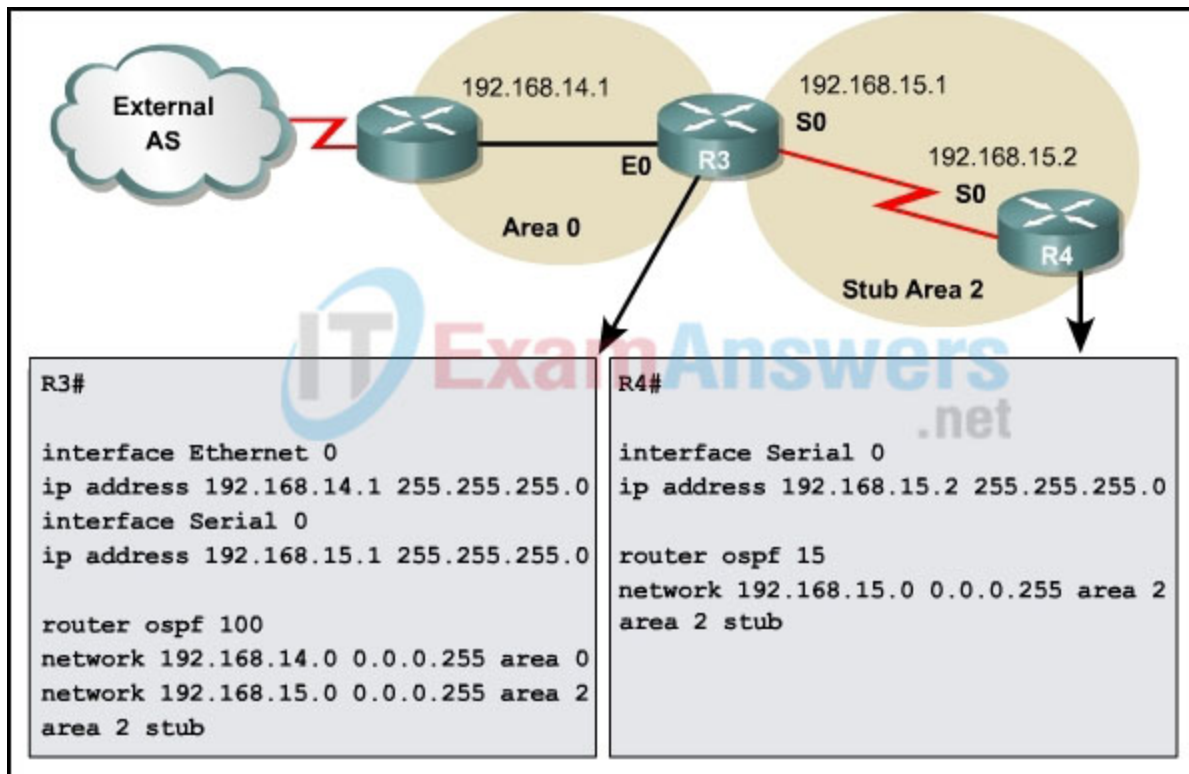 External
AS
192.168.14.1
E0
R3
Area 0
192.168.15.1
S0
192.168.15.2
S0
R4
Stub Area 2
ITExamAnswers
.net
R3#
interface Ethernet 0
ip address 192.168.14.1 255.255.255.0
interface Serial 0
ip address 192.168.15.1 255.255.255.0
router ospf 100
network 192.168.14.0 0.0.0.255 area 0
network 192.168.15.0 0.0.0.255 area 2
area 2 stub
R4#
interface Serial 0
ip address 192.168.15.2 255.255.255.0
router ospf 15
network 192.168.15.0 0.0.0.255 area 2
area 2 stub